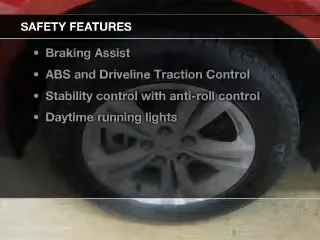 SAFETY FEATURES
• Braking Assist
• ABS and Driveline Traction Control
• Stability control with anti-roll control
• Daytime running lights